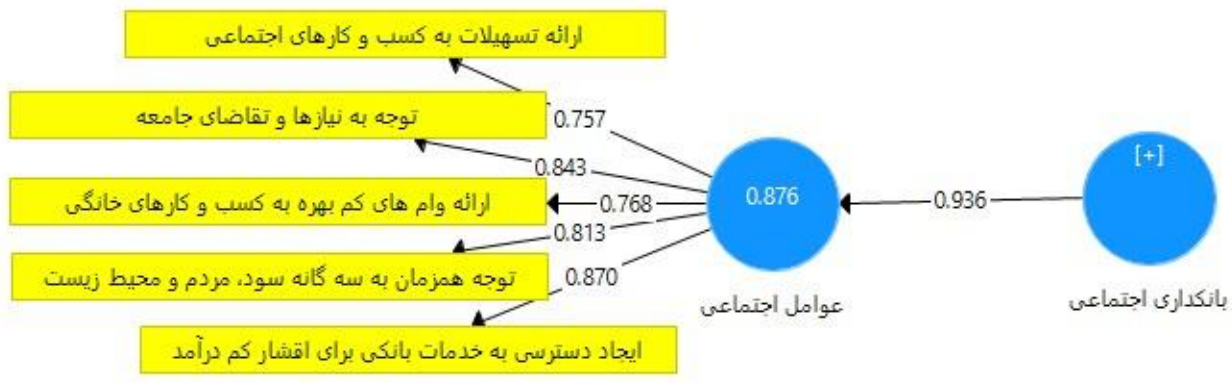 ارائه تسهیلات به کسب و کارهای اجتماعی
توجه به نیازها و تقاضای جامعه
ارائه وام های کم بهره به کسب و کارهای خانگی
توجه همزمان به سه گانه سود، مردم و محیط زیست
ایجاد دسترسی به خدمات بانکی برای اقشار کم درآمد
0.757
0.843
0.768
0.813
0.870
0.876
عوامل اجتماعی
0.936
[+]
بانکداری اجتماعی